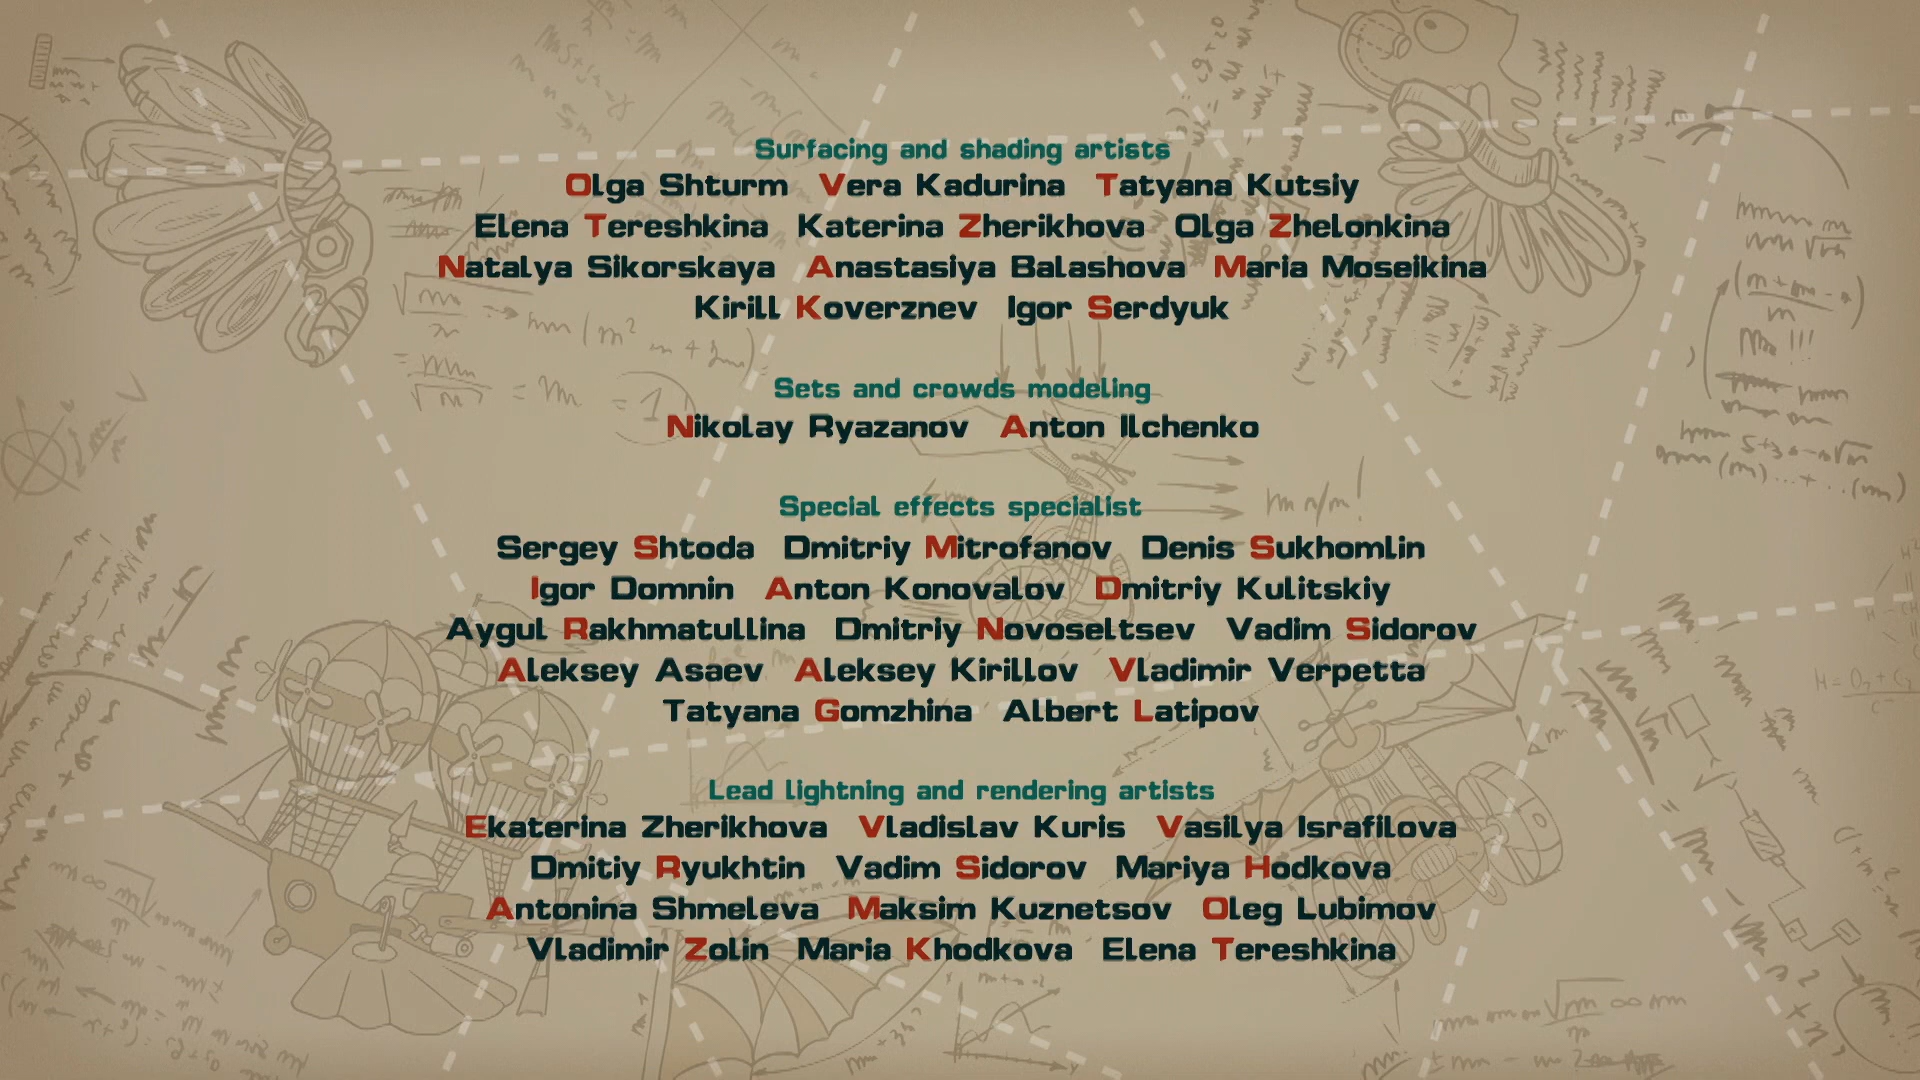 Surfacing and shading artists
Olga Shturm Vera Kadurina Tatyana Kutsiy
Elena Tereshkina Katerina Zherikhova Olga Zhelonkina
Natalya Sikorskaya Anastasiya Balashova Maria Moseikina
Kirill Koverznev Igor Serdyuk
Sets and crowds modeling
Nikolay Ryazanov Anton Ilchenko
Special effects specialist
Sergey Shtoda Dmitriy Mitrofanov Denis Sukhomlin
Igor Domnin Anton Konovalov Dmitriy Kulitskiy
Aygul Rakhmatullina Dmitriy Novoseltsev Vadim Sidorov
Aleksey Asaev Aleksey Kirillov Vladimir Verpetta
Tatyana Gomzhina Albert Latipov
Lead lightning and rendering artists
Ekaterina Zherikhova Vladislav Kuris Vasilya Israfilova
Dmitiy Ryukhtin Vadim Sidorov Mariya Hodkova
Antonina Shmeleva Maksim Kuznetsov Oleg Lubimov
Vladimir Zolin Maria Khodkova Elena Tereshkina